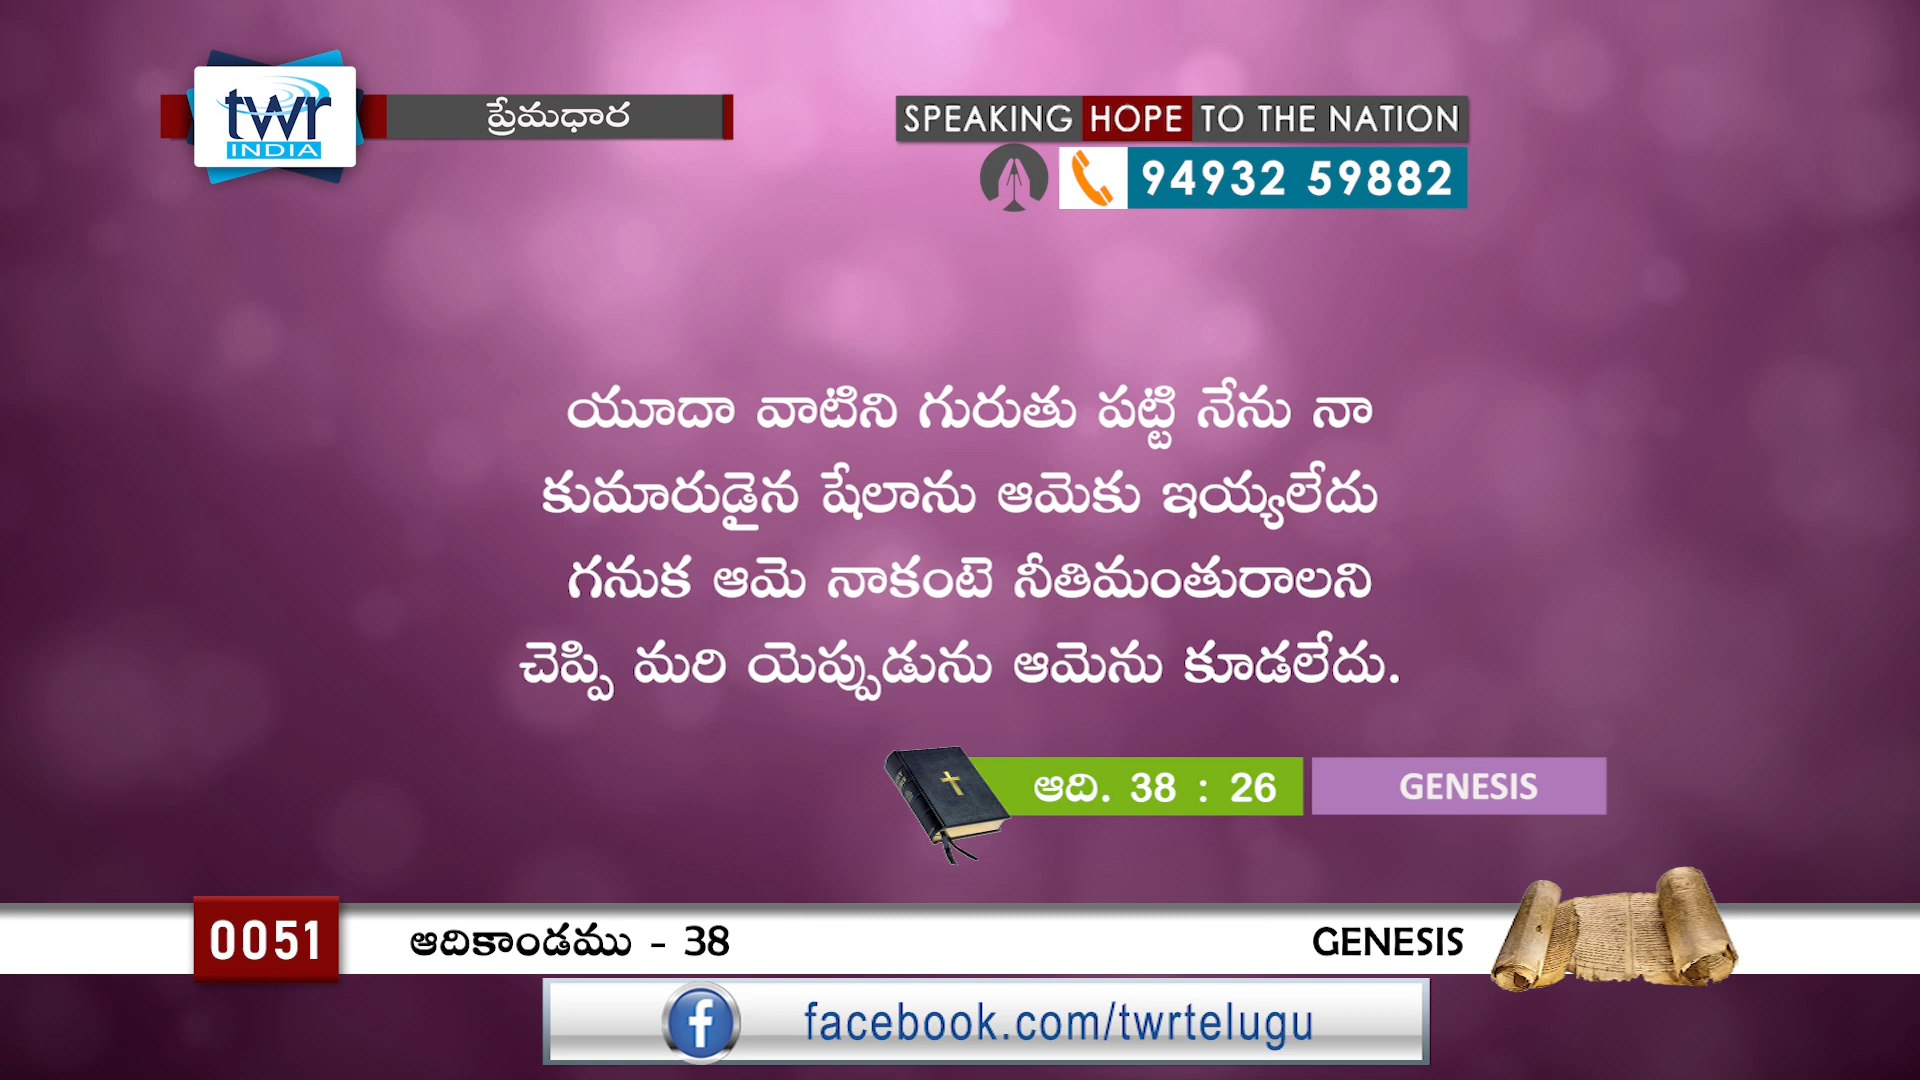 twr
INDIA
ప్రేమధార
SPEAKING HOPE TO THE NATION
94932 59882
యూదా వాటిని గురుతు పట్టి నేను నా
కుమారుడైన షేలాను ఆమెకు ఇయ్యలేదు
గనుక ఆమె నాకంటె నీతిమంతురాలని
చెప్పి మరి యెప్పుడును ఆమెను కూడలేదు.
ఆది. 38 : 26
GENESIS
0051
ఆదికాండము - 38
GENESIS
facebook.com/twrtelugu